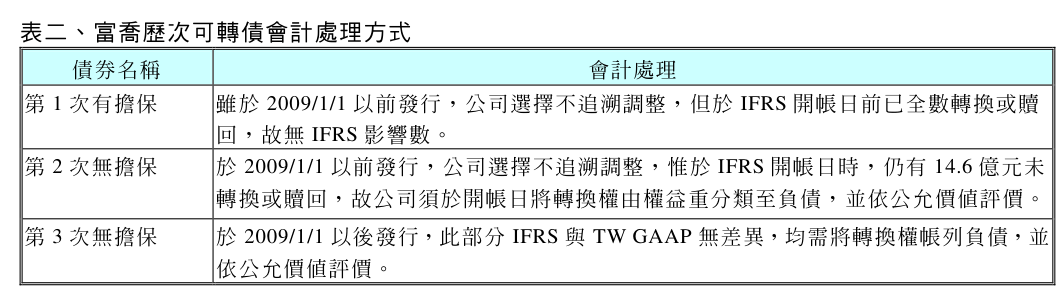 表二、富喬歷次可轉債會計處理方式
債券名稱 會計處理
第 1 次有擔保 雖於 2009/1/1 以前發行，公司選擇不追溯調整，但於 IFRS 開帳日前已全數轉換或贖
回，故無 IFRS 影響數。
第 2 次無擔保 於 2009/1/1 以前發行，公司選擇不追溯調整，惟於 IFRS 開帳日時，仍有 14.6 億元未
轉換或贖回，故公司須於開帳日將轉換權由權益重分類至負債，並依公允價值評價。
第 3 次無擔保 於 2009/1/1 以後發行，此部分 IFRS 與 TW GAAP 無差異，均需將轉換權帳列負債，並
依公允價值評價。